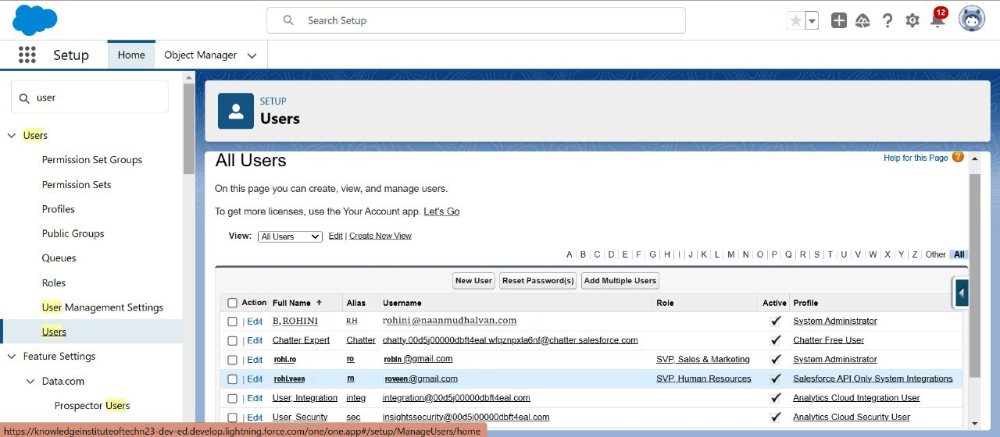 Search Setup
12
Setup
Home
Object Manager
user
Users
Permission Set Groups
Permission Sets
Profiles
Public Groups
Queues
Roles
User Management Settings
Users
Feature Settings
Data.com
Prospector Users
SETUP
Users
All Users
Help for this Page ?
On this page you can create, view, and manage users.
To get more licenses, use the Your Account app. Let's Go
View: All Users Edit | Create New View
A | B | C | D | E | F | G | H | I | J | K | L | M | N | O | P | Q | R | S | T | U | V | W | X | Y | Z | Other All
New User Reset Password(s) Add Multiple Users
Action Full Name ↑ Alias Username Role Active Profile
| Edit B, ROHINI RH rohini@naanmudhalvan.com ✓ System Administrator
| Edit Chatter Expert Chatter chatty.00d5j00000dbft4eal.wfqznpxla6nf@chatter.salesforce.com ✓ Chatter Free User
| Edit rohi.ro ro robin @gmail.com SVP, Sales & Marketing ✓ System Administrator
| Edit rohi.veen rn roveen@gmail.com SVP, Human Resources ✓ Salesforce API Only System Integrations
| Edit User, Integration integ integration@00d5j00000dbft4eal.com ✓ Analytics Cloud Integration User
| Edit User, Security sec insightssecurity@00d5j00000dbft4eal.com ✓ Analytics Cloud Security User
https://knowledgeinstituteoftechn23-dev-ed.develop.lightning.force.com/one/one.app#/setup/ManageUsers/home